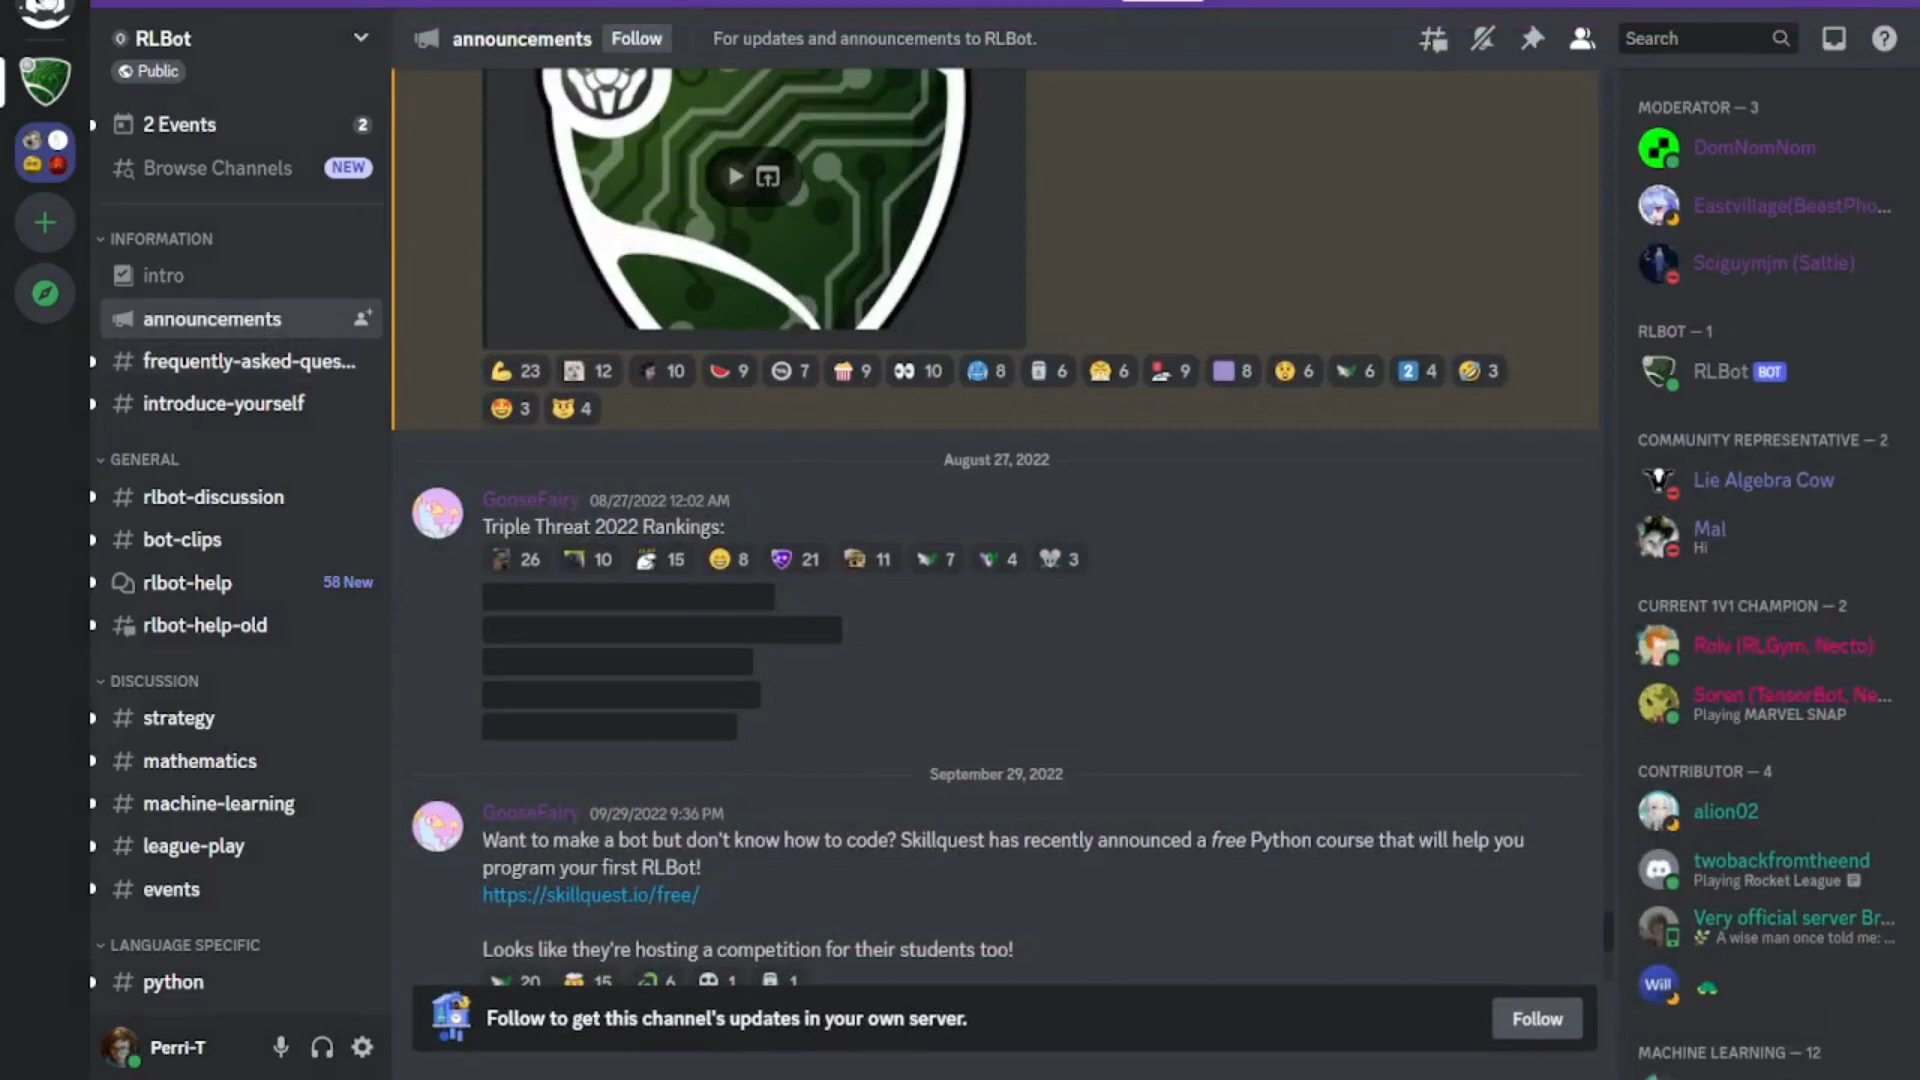 RLBot
Public
2 Events
2
Browse Channels
NEW
INFORMATION
intro
announcements
frequently-asked-ques...
introduce-yourself
GENERAL
rlbot-discussion
bot-clips
rlbot-help
58 New
rlbot-help-old
DISCUSSION
strategy
mathematics
machine-learning
league-play
events
LANGUAGE SPECIFIC
python
Perri-T
announcements
Follow
For updates and announcements to RLBot.
Search
23 12 10 9 7 9 10 8 6 6 9 8 6 6 4 3
3 4
August 27, 2022
GooseFairy 08/27/2022 12:02 AM
Triple Threat 2022 Rankings:
26 10 15 8 21 11 7 4 3
September 29, 2022
GooseFairy 09/29/2022 9:36 PM
Want to make a bot but don't know how to code? Skillquest has recently announced a free Python course that will help you
program your first RLBot!
https://skillquest.io/free/
Looks like they're hosting a competition for their students too!
20 15 6 1 1
Follow to get this channel's updates in your own server.
Follow
MODERATOR — 3
DomNomNom
Eastvillage(BeastPho...
Sciguymjm (Saltie)
RLBOT — 1
RLBot BOT
COMMUNITY REPRESENTATIVE — 2
Lie Algebra Cow
Mal
Hi
CURRENT 1V1 CHAMPION — 2
Rolv (RLGym, Necto)
Soren (TensorBot, Ne...
Playing MARVEL SNAP
CONTRIBUTOR — 4
alion02
twobackfromtheend
Playing Rocket League
Very official server Br...
A wise man once told me: ...
Will
MACHINE LEARNING — 12